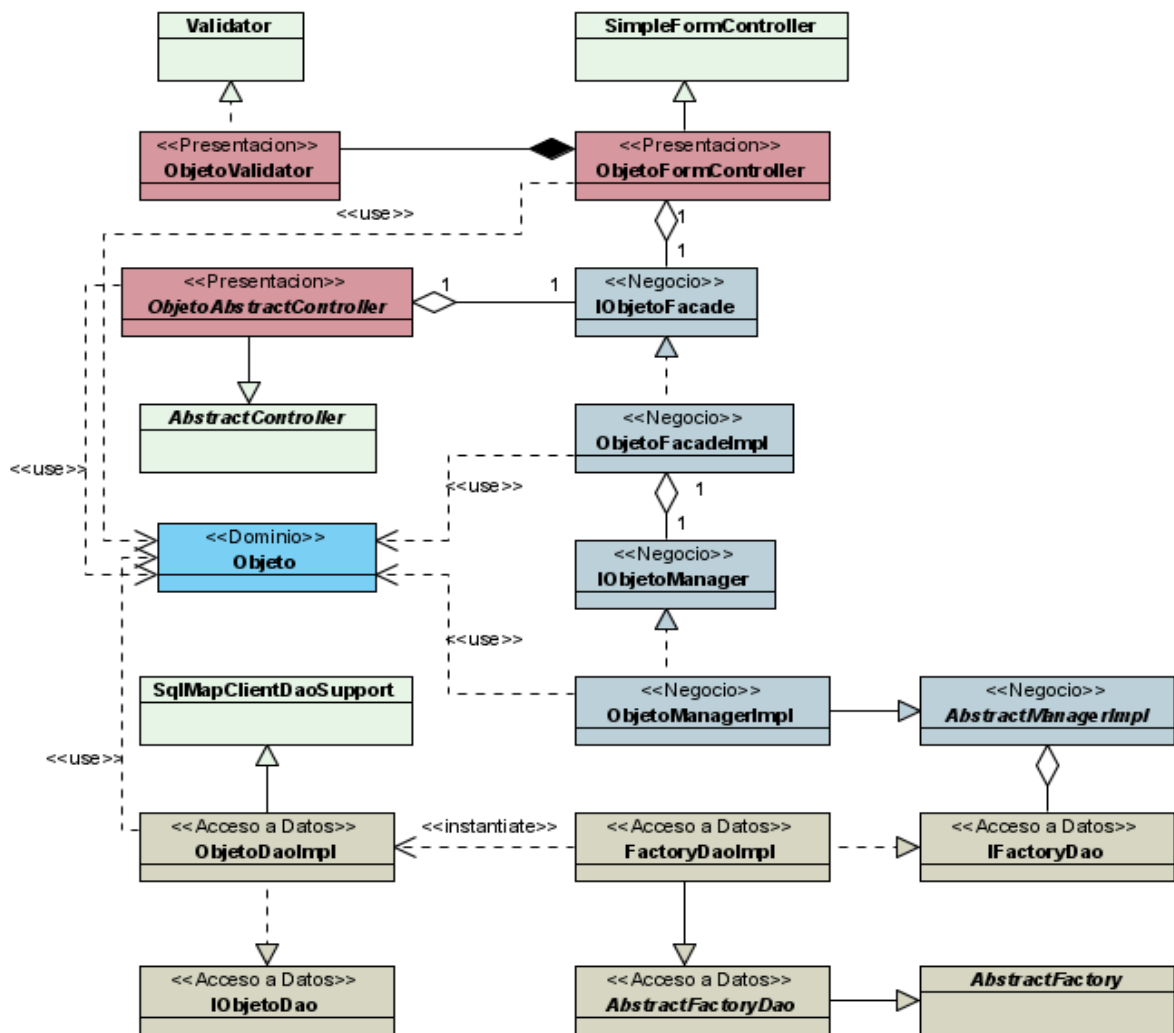 Validator
SimpleFormController
<<Presentacion>>
ObjetoValidator
<<Presentacion>>
ObjetoFormController
<<use>>
1
1
<<Presentacion>>
ObjetoAbstractController
1
1
<<Negocio>>
IObjetoFacade
AbstractController
<<Negocio>>
ObjetoFacadeImpl
<<use>>
<<use>>
1
1
<<Dominio>>
Objeto
<<Negocio>>
IObjetoManager
<<use>>
SqlMapClientDaoSupport
<<Negocio>>
ObjetoManagerImpl
<<Negocio>>
AbstractManagerImpl
<<use>>
<<Acceso a Datos>>
ObjetoDaoImpl
<<instantiate>>
<<Acceso a Datos>>
FactoryDaoImpl
<<Acceso a Datos>>
IFactoryDao
<<Acceso a Datos>>
IObjetoDao
<<Acceso a Datos>>
AbstractFactoryDao
AbstractFactory